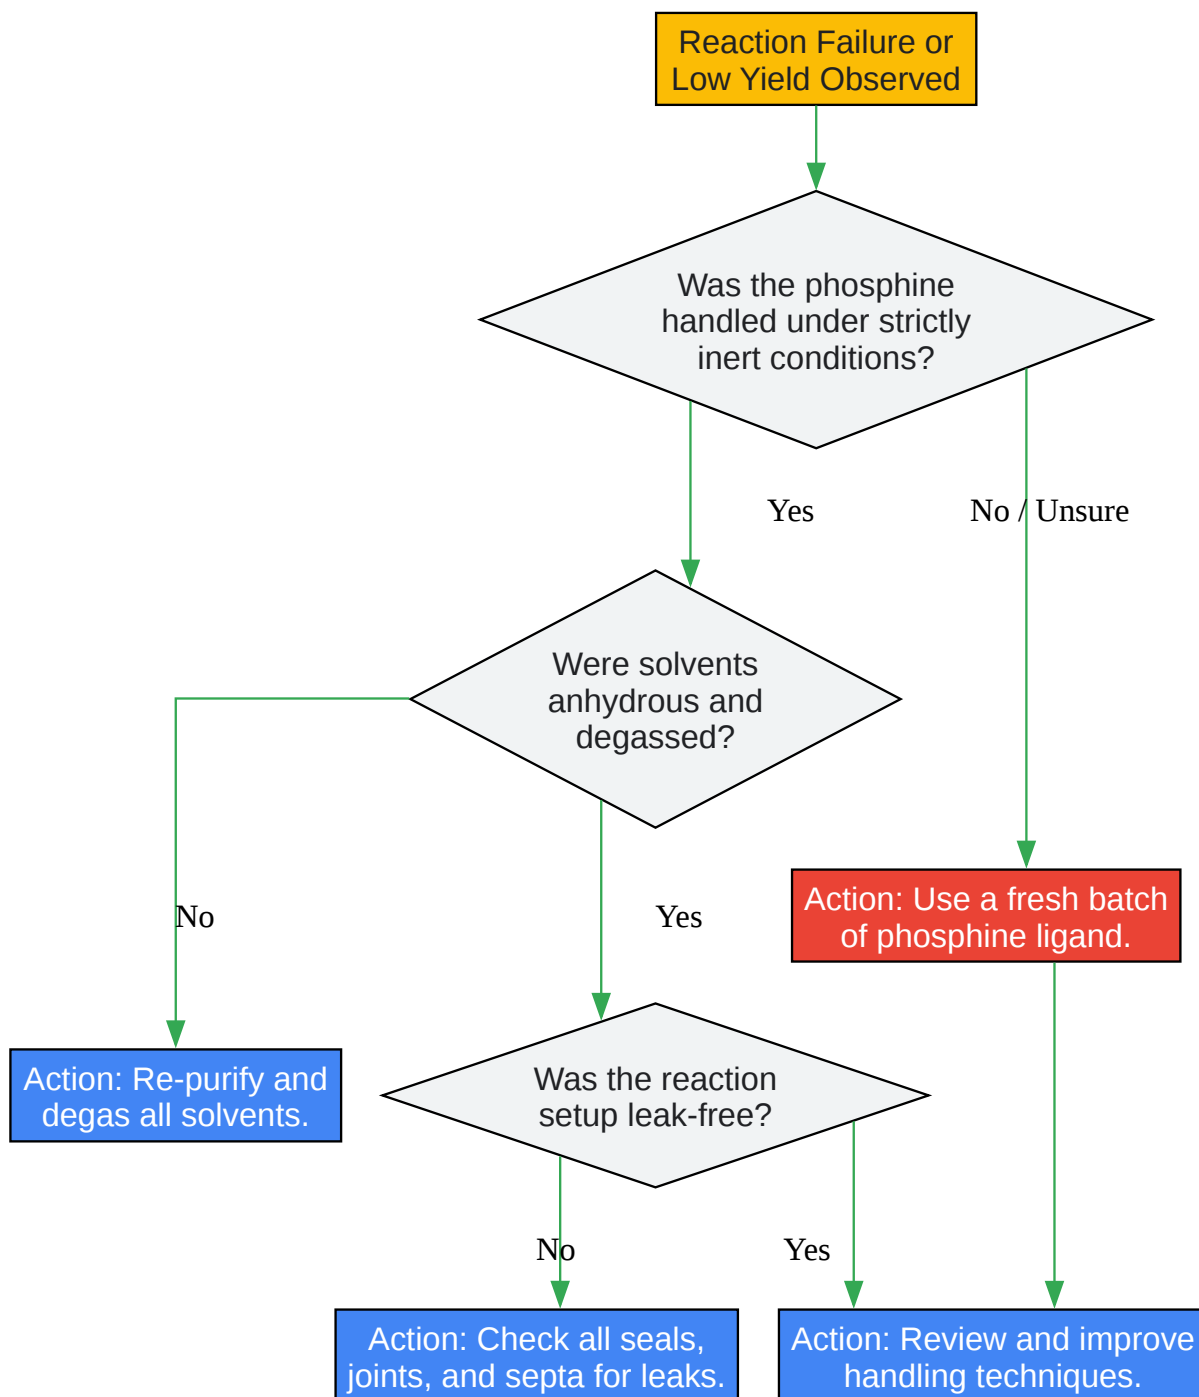 Reaction Failure or
Low Yield Observed
Was the phosphine
handled under strictly
inert conditions?
Yes
No / Unsure
Were solvents
anhydrous and
degassed?
No
Yes
Action: Use a fresh batch
of phosphine ligand.
Action: Re-purify and
degas all solvents.
Was the reaction
setup leak-free?
No
Yes
Action: Check all seals,
joints, and septa for leaks.
Action: Review and improve
handling techniques.